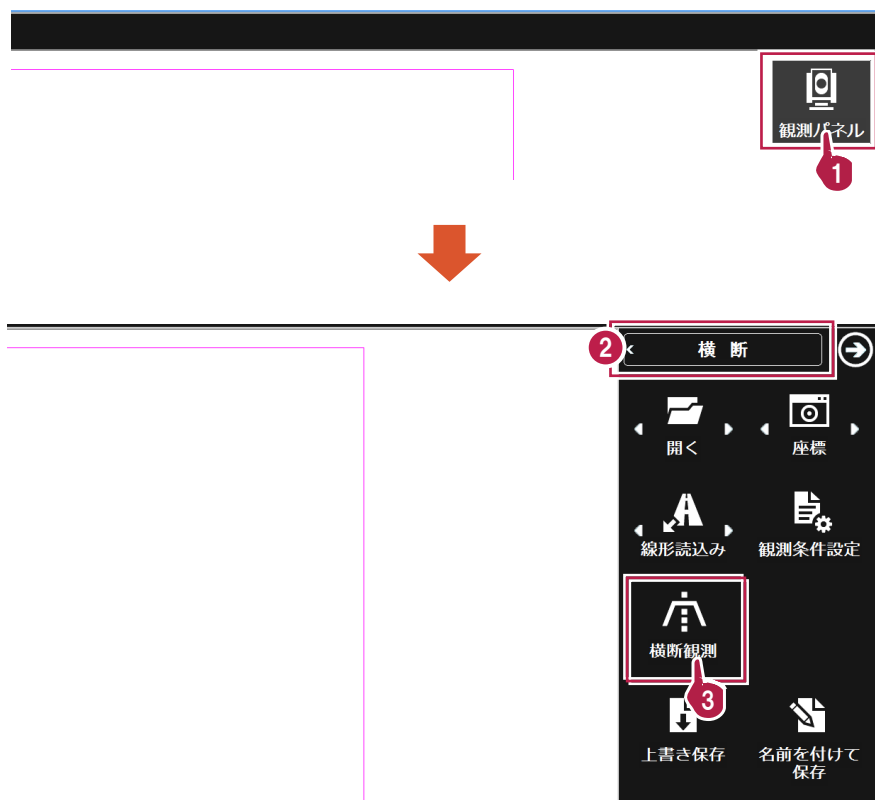 観測パネル
1
2
横 断
開く
座標
線形読込み
観測条件設定
横断観測
3
上書き保存
名前を付けて
保存